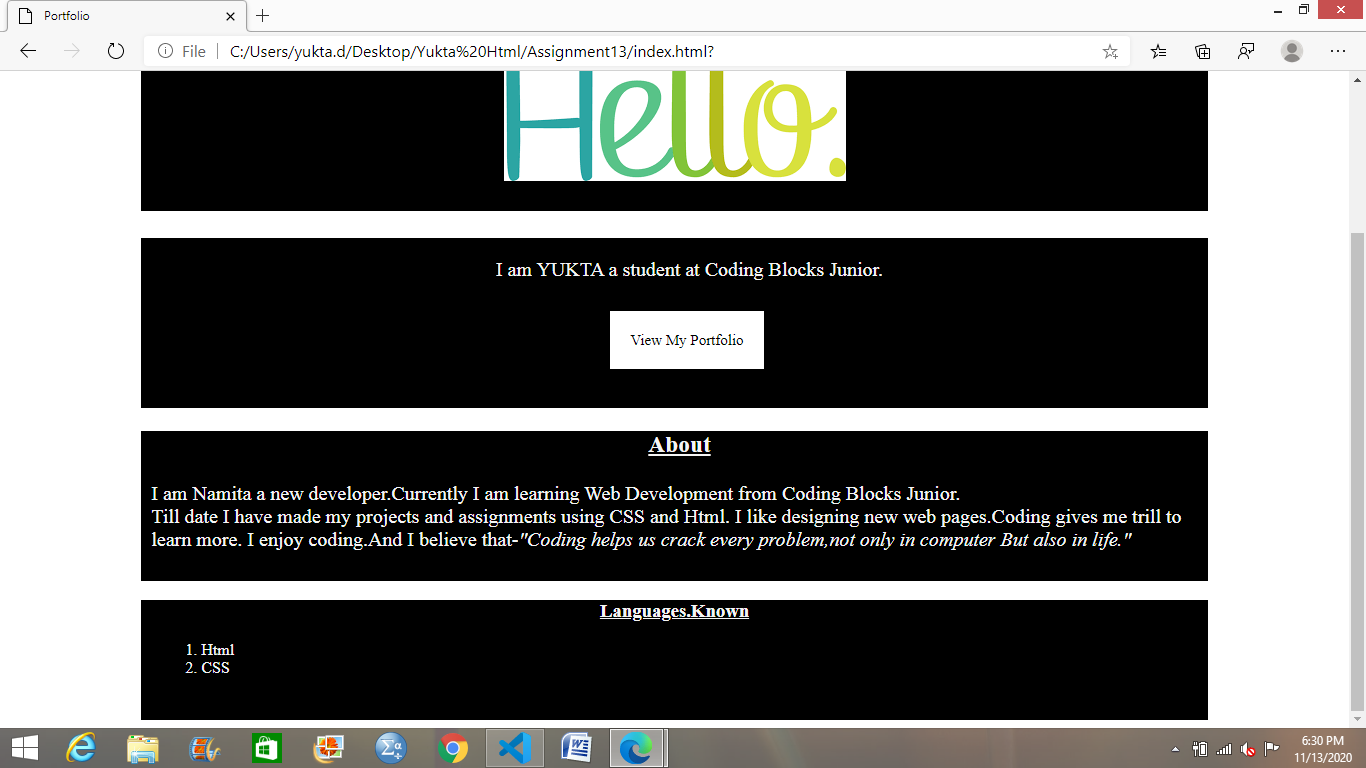 Portfolio
File | C:/Users/yukta.d/Desktop/Yukta%20Html/Assignment13/index.html?
Hello.
I am YUKTA a student at Coding Blocks Junior.
View My Portfolio
About
I am Namita a new developer.Currently I am learning Web Development from Coding Blocks Junior.
Till date I have made my projects and assignments using CSS and Html. I like designing new web pages.Coding gives me trill to
learn more. I enjoy coding.And I believe that-"Coding helps us crack every problem,not only in computer But also in life."
Languages.Known
1. Html
2. CSS
6:30 PM
11/13/2020